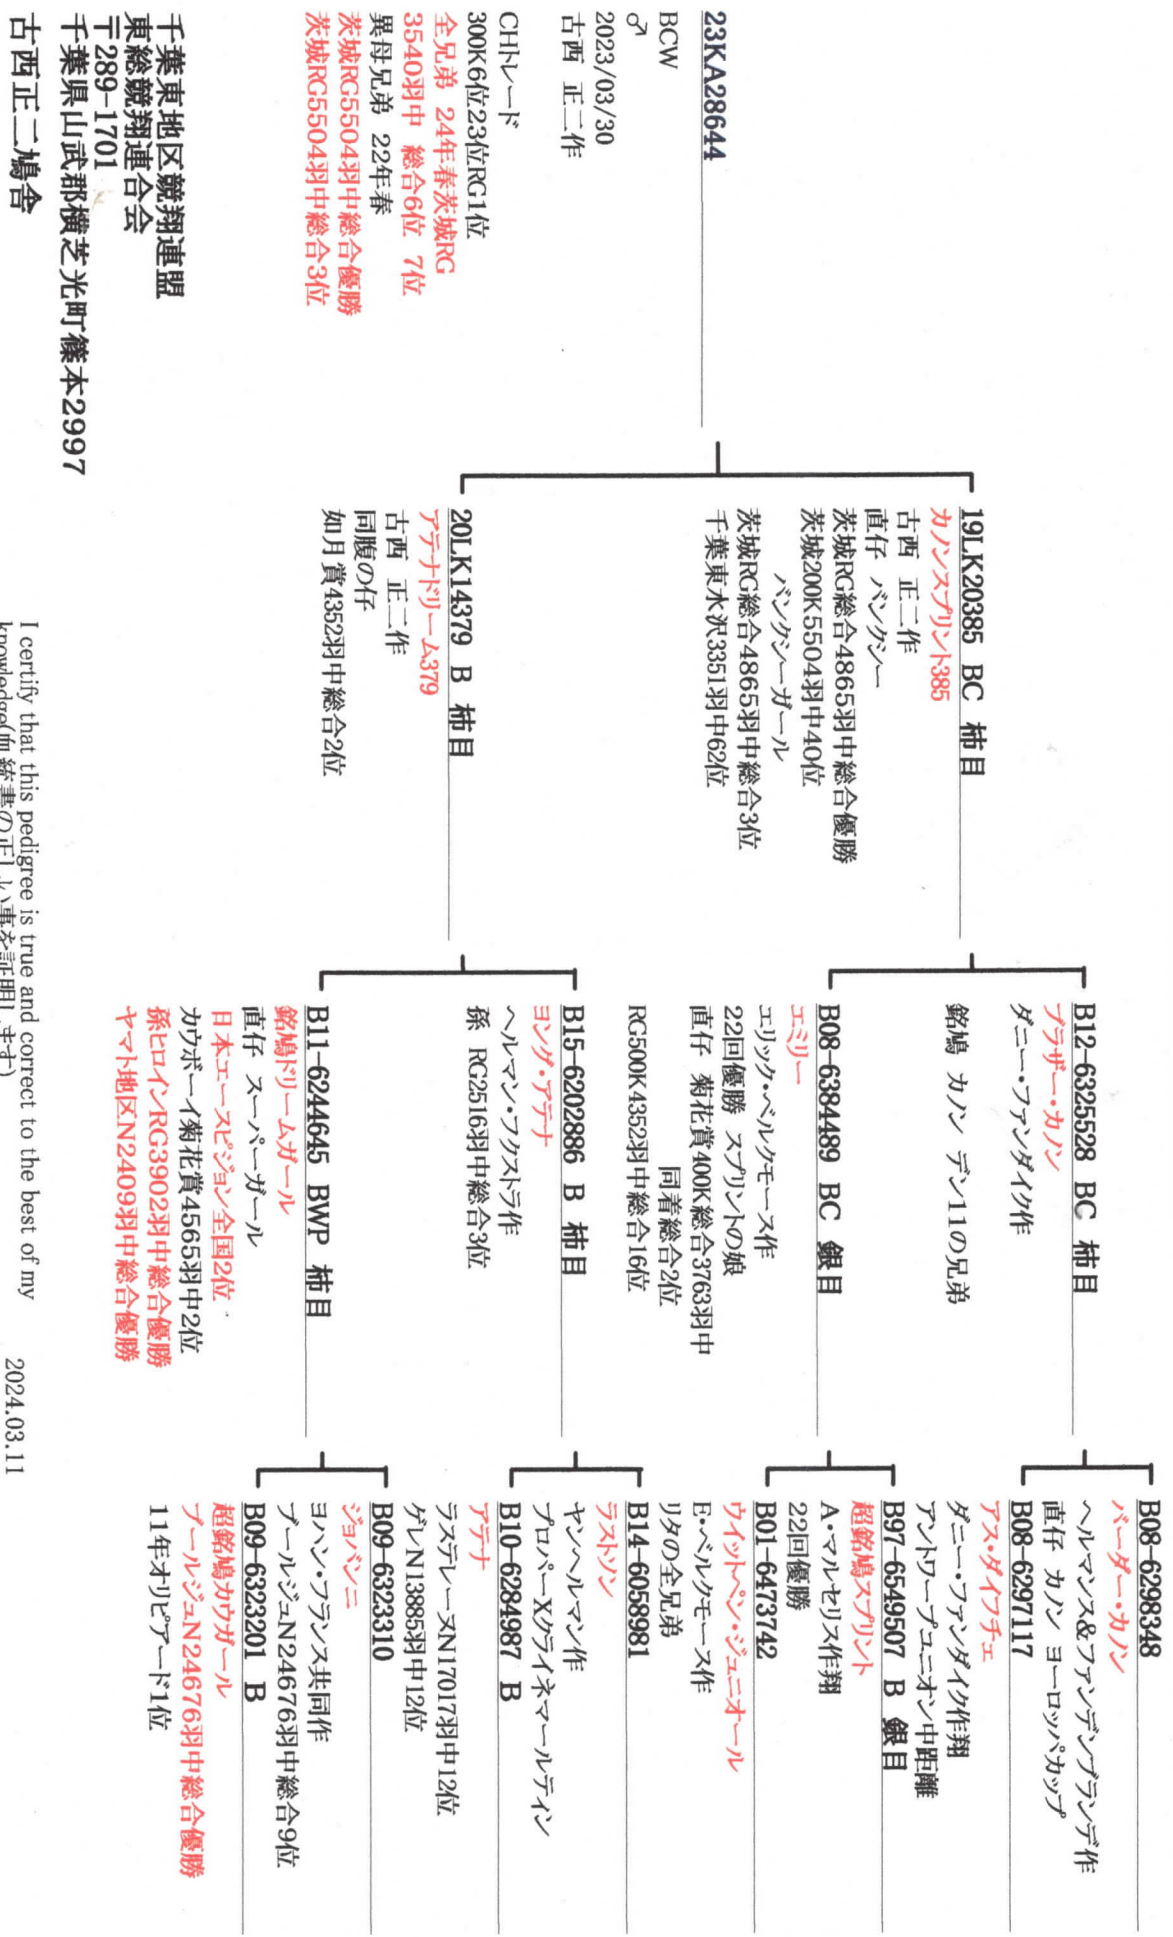 23KA28644
BCW
♂
2023/03/30
古西 正二作
CHトレード
300K6位23位RG1位
全兄弟 24年春茨城RG
3540羽中 総合6位 7位
異母兄弟 22年春
茨城RG5504羽中総合優勝
茨城RG5504羽中総合3位
千葉東地区競翔連盟
東総競翔連合会
〒289-1701
千葉県山武郡横芝光町篠本2997
古西正二鳩舎
19LK20385 BC 柿目
カノンスプリント385
古西 正二作
直仔 バンクシー
茨城RG総合4865羽中総合優勝
茨城200K5504羽中40位
バンクシーガール
茨城RG総合4865羽中総合3位
千葉東水沢3351羽中62位
20LK14379 B 柿目
アテナドリーム379
古西 正二作
同腹の仔
如月賞4352羽中総合2位
B12-6325528 BC 柿目
ブラザー・カノン
ダニー・ファンダイク作
銘鳩 カノン デン11の兄弟
B08-6384489 BC 銀目
エミリー
エリック・ベルクモース作
22回優勝 スプリントの娘
直仔 菊花賞400K総合3763羽中
同着総合2位
RG500K4352羽中総合16位
B15-6202886 B 柿目
ヨング・アテナ
ヘルマン・フクストラ作
孫 RG2516羽中総合3位
B11-6244645 BWP 柿目
銘鳩ドリームガール
直仔 スーパーガール
日本エースピジョン全国2位
カウボーイ菊花賞4565羽中2位
孫ヒロインRG3902羽中総合優勝
ヤマト地区N2409羽中総合優勝
B08-6298348
バーダー・カノン
ヘルマンス&ファンデンブランデ作
直仔 カノン ヨーロッパカップ
B08-6297117
アス・ダイフチェ
ダニー・ファンダイク作翔
アントワープユニオン中距離
B97-6549507 B 銀目
超銘鳩スプリント
A・マルセリス作翔
22回優勝
B01-6473742
ウイットペン・ジュニオール
E・ベルクモース作
リタの全兄弟
B14-6058981
ラストソン
ヤンヘルマン作
プロパーXクライネマールティン
B10-6284987 B
アテナ
ラステレーヌN17017羽中12位
ゲレN13885羽中12位
B09-6323310
ジョバンニ
ヨハン・フランス共同作
ブールジュN24676羽中総合9位
B09-6323201 B
超銘鳩カウガール
ブールジュN24676羽中総合優勝
11年オリピアード1位
I certify that this pedigree is true and correct to the best of my
knowledge(血統書の正しい事を証明します)
2024.03.11